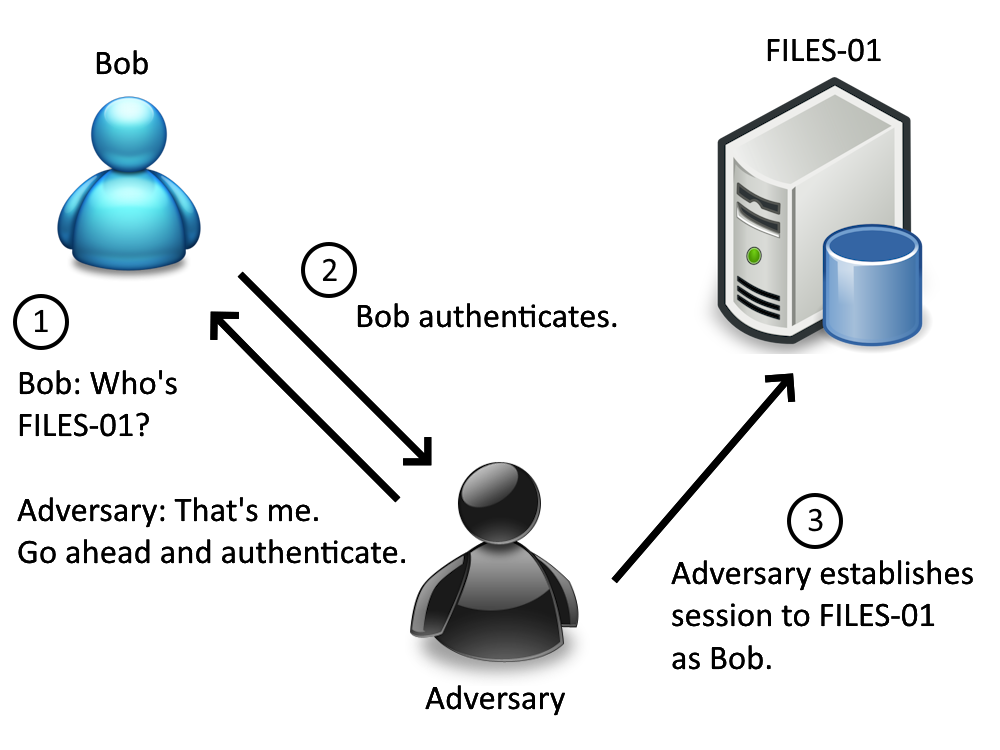 Bob
FILES-01
1
Bob: Who's
FILES-01?
Adversary: That's me.
Go ahead and authenticate.
2
Bob authenticates.
3
Adversary establishes
session to FILES-01
as Bob.
Adversary